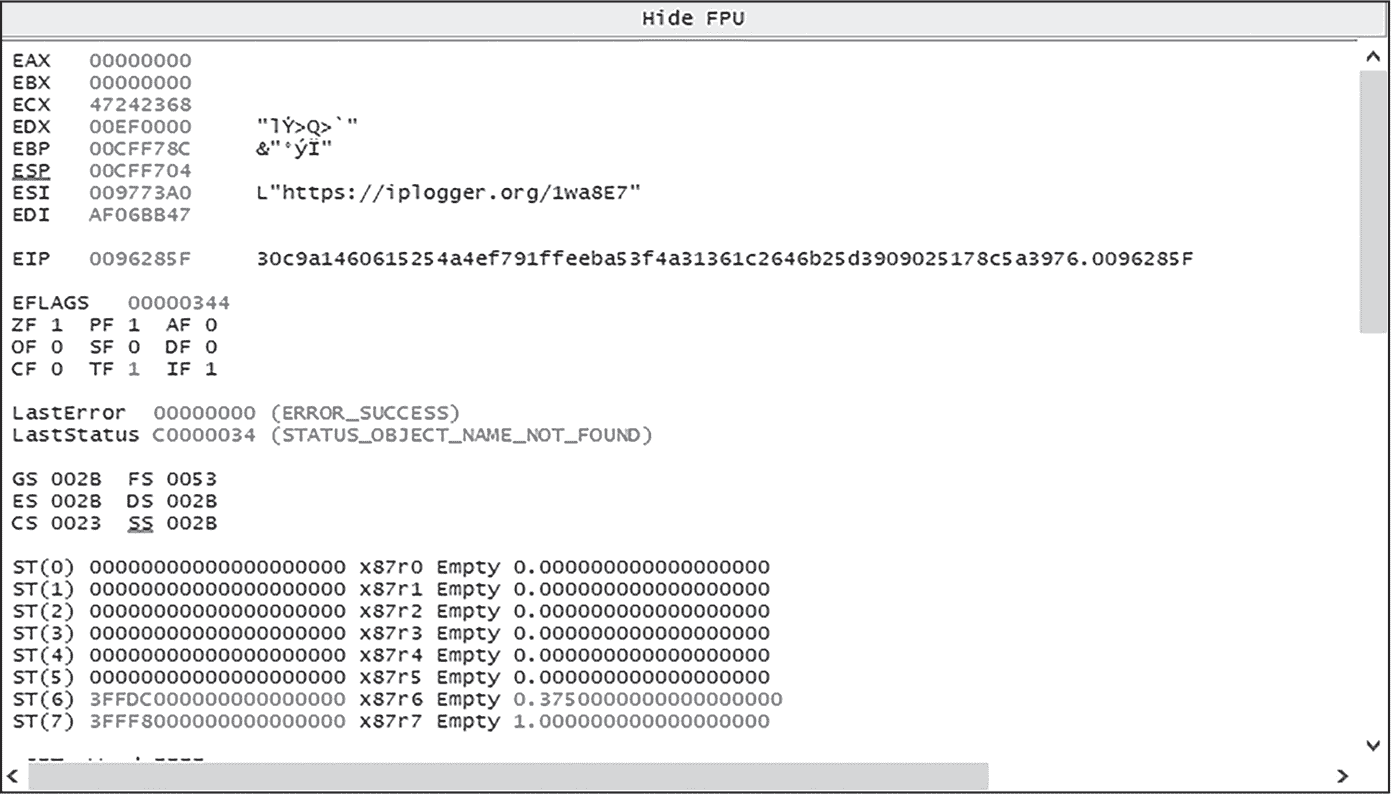 Hide FPU
EAX 00000000
EBX 00000000
ECX 47242368
EDX 00EF0000 "lÝ>Q>`"
EBP 00CFF78C &"°ýÏ"
ESP 00CFF704
ESI 009773A0 L"https://iplogger.org/1wa8E7"
EDI AF06BB47
EIP 0096285F 30c9a1460615254a4ef791ffeeba53f4a31361c2646b25d3909025178c5a3976.0096285F
EFLAGS 00000344
ZF 1 PF 1 AF 0
OF 0 SF 0 DF 0
CF 0 TF 1 IF 1
LastError 00000000 (ERROR_SUCCESS)
LastStatus C0000034 (STATUS_OBJECT_NAME_NOT_FOUND)
GS 002B FS 0053
ES 002B DS 002B
CS 0023 SS 002B
ST(0) 00000000000000000000 x87r0 Empty 0.000000000000000000
ST(1) 00000000000000000000 x87r1 Empty 0.000000000000000000
ST(2) 00000000000000000000 x87r2 Empty 0.000000000000000000
ST(3) 00000000000000000000 x87r3 Empty 0.000000000000000000
ST(4) 00000000000000000000 x87r4 Empty 0.000000000000000000
ST(5) 00000000000000000000 x87r5 Empty 0.000000000000000000
ST(6) 3FFDC000000000000000 x87r6 Empty 0.3750000000000000000
ST(7) 3FFF8000000000000000 x87r7 Empty 1.000000000000000000